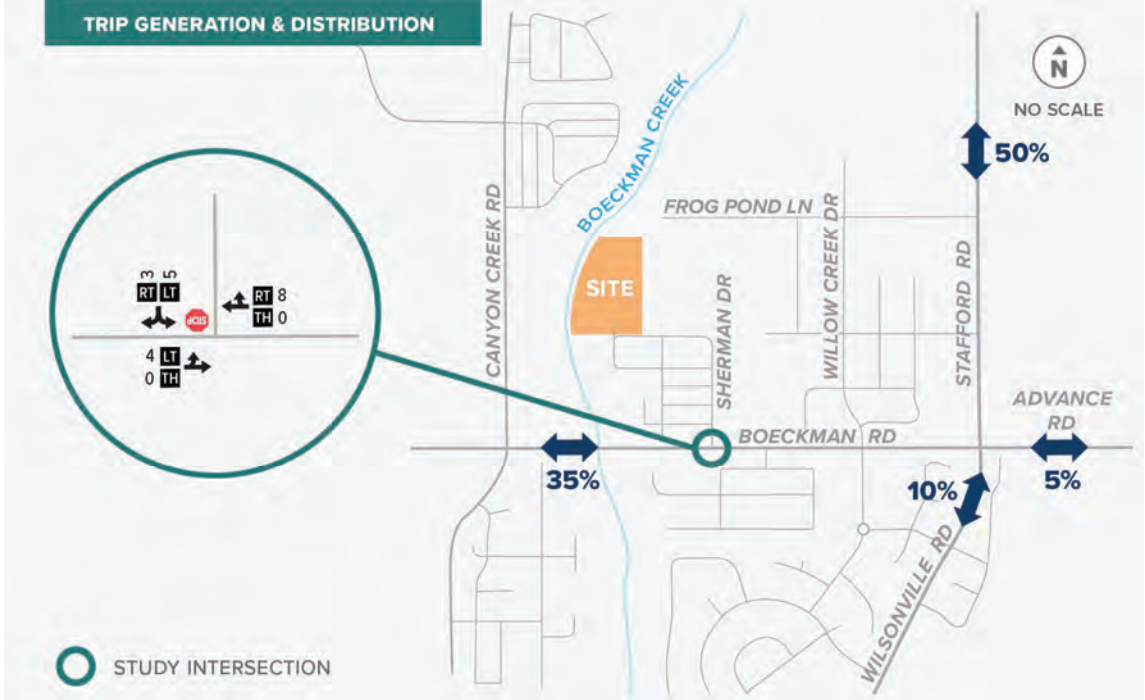 TRIP GENERATION & DISTRIBUTION
N
NO SCALE
50%
BOECKMAN CREEK
CANYON CREEK RD
FROG POND LN
WILLOW CREEK DR
STAFFORD RD
SITE
SHERMAN DR
3 5
RT LT
STOP
RT 8
TH 0
4 LT
0 TH
ADVANCE
RD
BOECKMAN RD
35%
5%
10%
WILSONVILLE RD
STUDY INTERSECTION